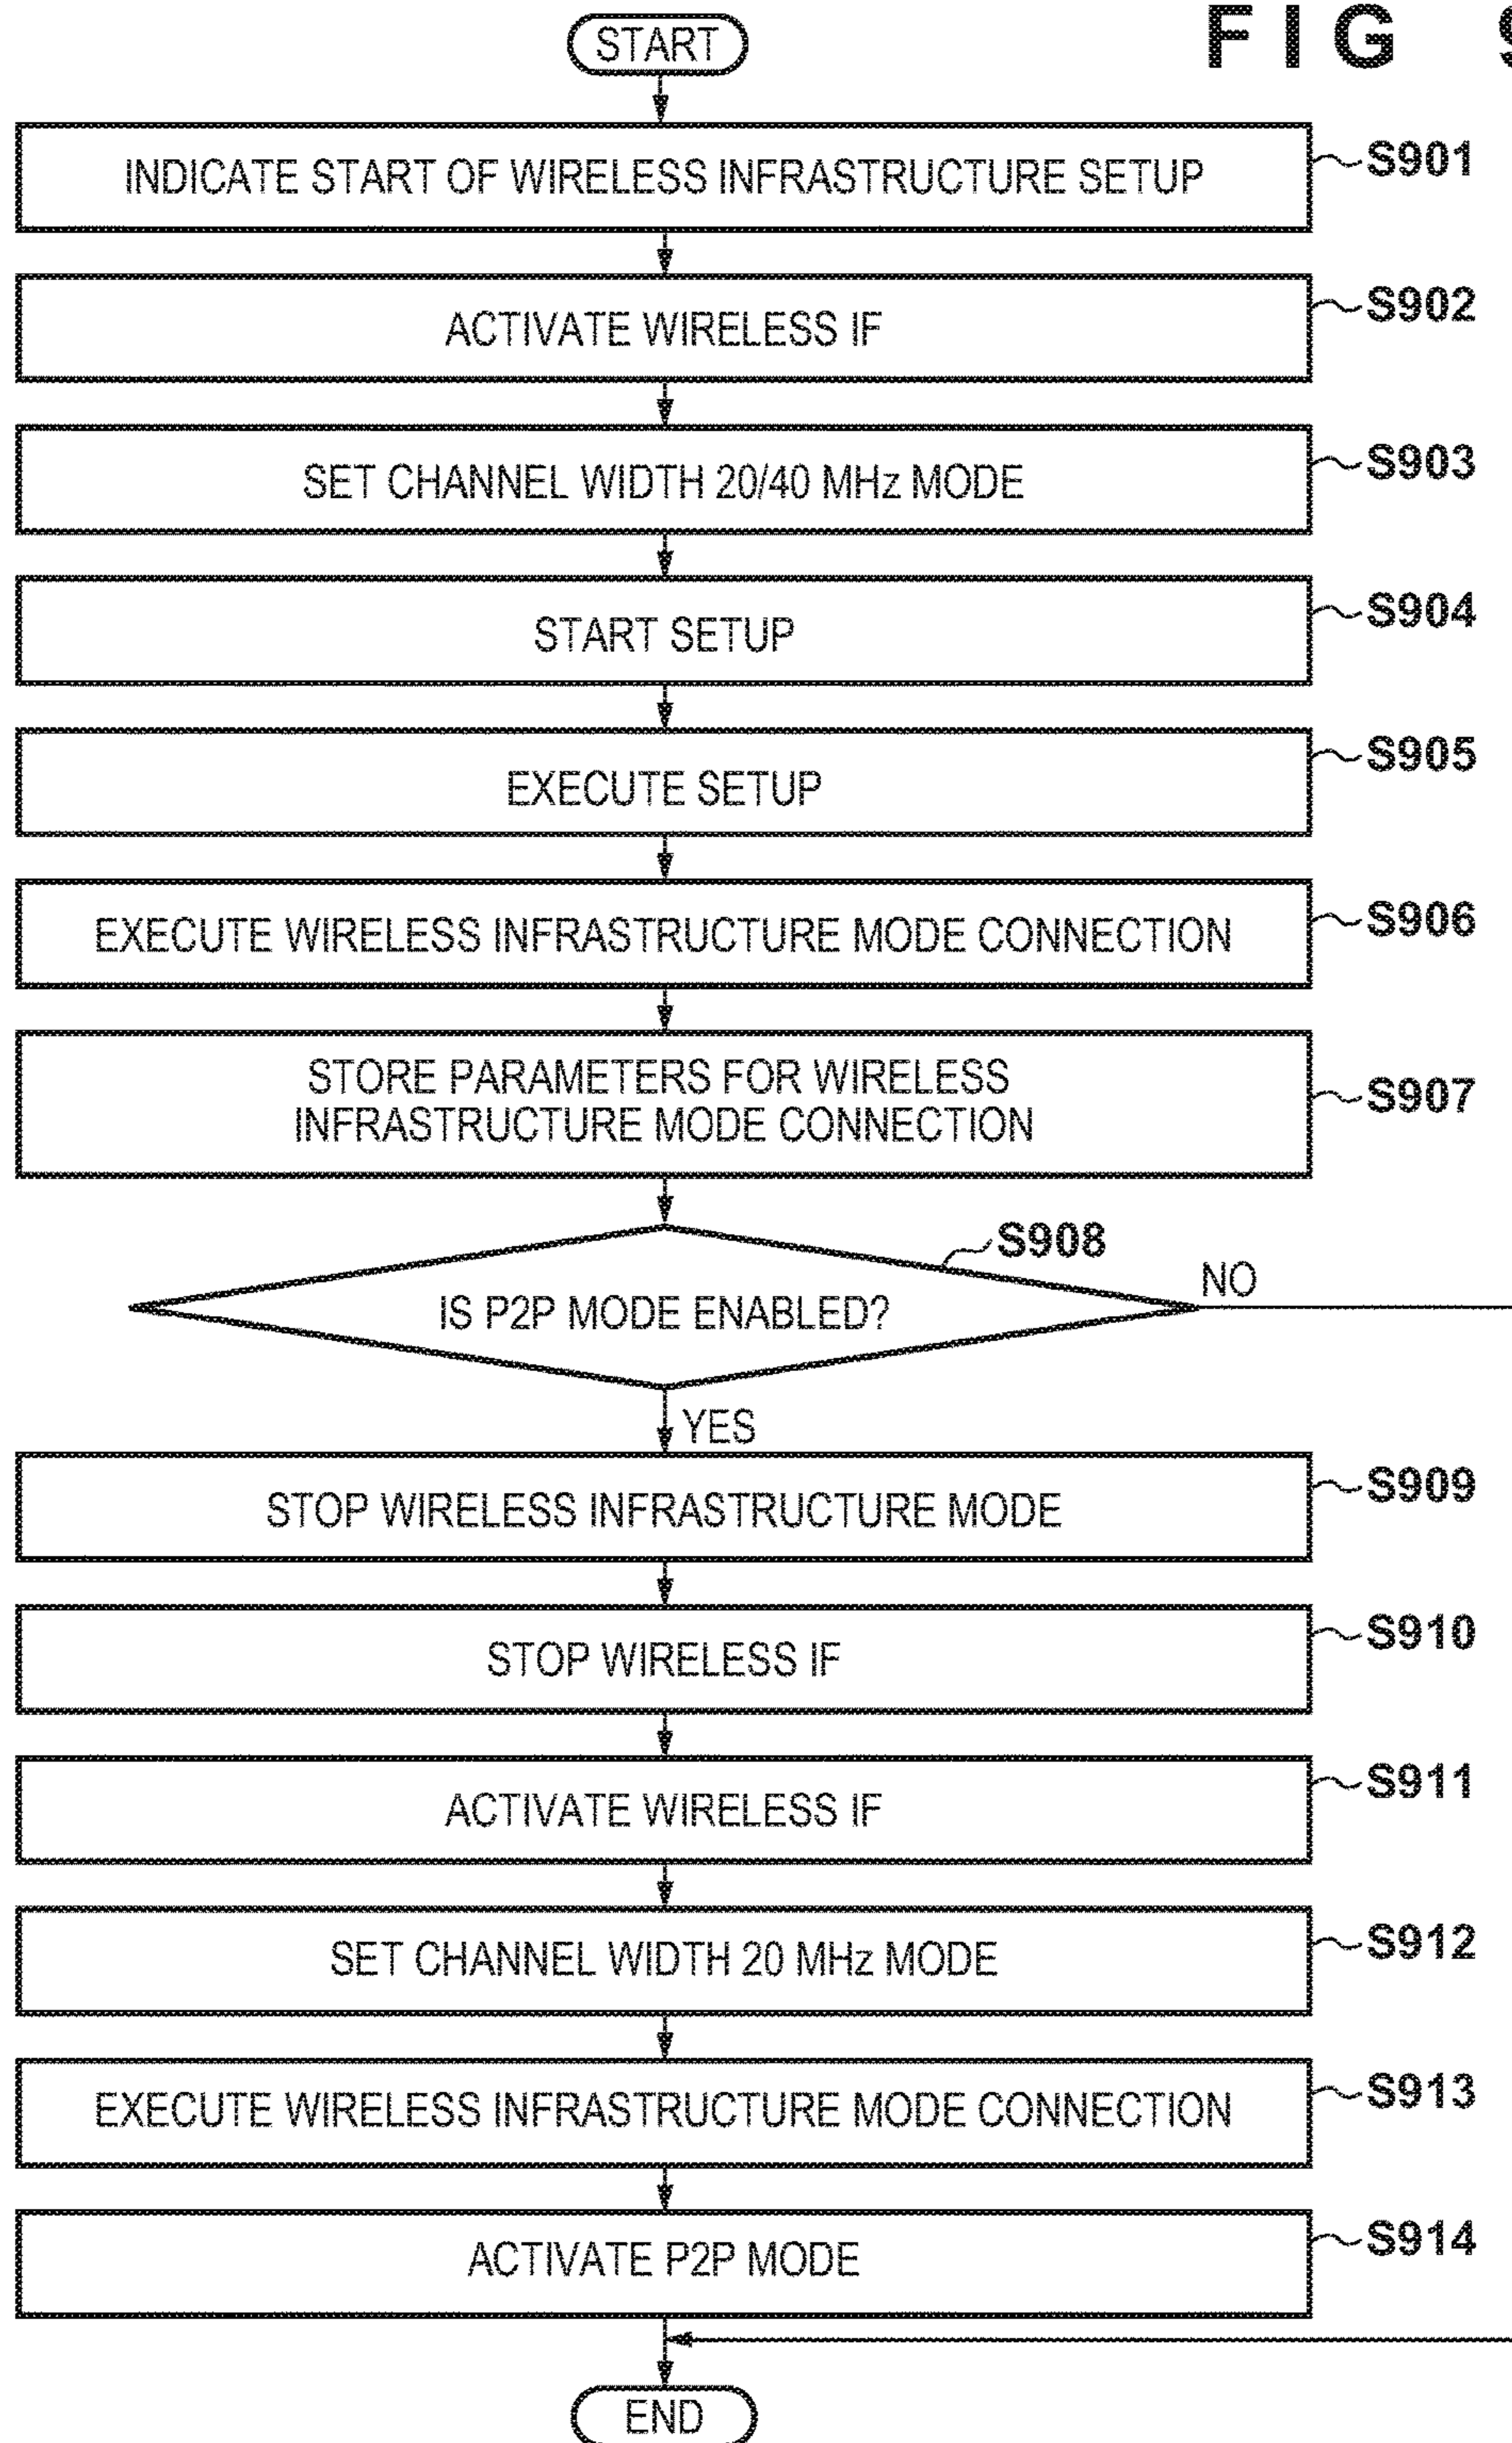 FIG 9
START
INDICATE START OF WIRELESS INFRASTRUCTURE SETUP
S901
ACTIVATE WIRELESS IF
S902
SET CHANNEL WIDTH 20/40 MHz MODE
S903
START SETUP
S904
EXECUTE SETUP
S905
EXECUTE WIRELESS INFRASTRUCTURE MODE CONNECTION
S906
STORE PARAMETERS FOR WIRELESS
INFRASTRUCTURE MODE CONNECTION
S907
S908
IS P2P MODE ENABLED?
NO
YES
STOP WIRELESS INFRASTRUCTURE MODE
S909
STOP WIRELESS IF
S910
ACTIVATE WIRELESS IF
S911
SET CHANNEL WIDTH 20 MHz MODE
S912
EXECUTE WIRELESS INFRASTRUCTURE MODE CONNECTION
S913
ACTIVATE P2P MODE
S914
END